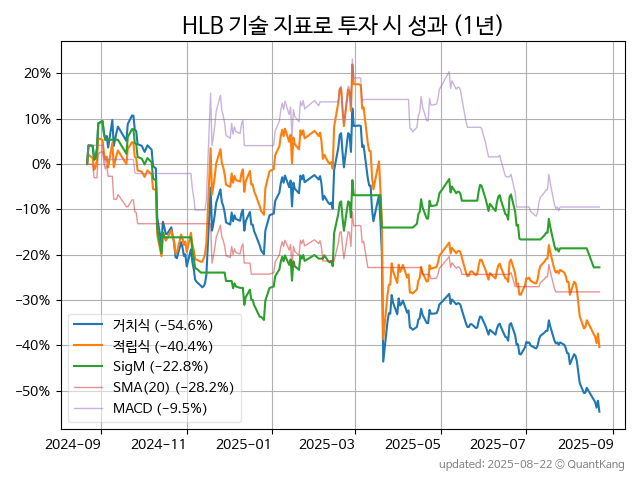 HLB 기술 지표로 투자 시 성과 (1년)
20%
10%
0%
−10%
−20%
−30%
−40%
−50%
거치식 (−54.6%)
적립식 (−40.4%)
SigM (−22.8%)
SMA(20) (−28.2%)
MACD (−9.5%)
2024-09 2024-11 2025-01 2025-03 2025-05 2025-07 2025-09
updated: 2025-08-22 © QuantKang